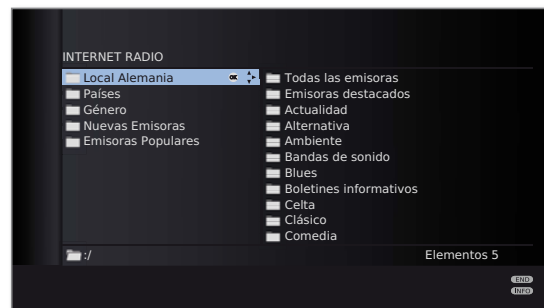 INTERNET RADIO
Local Alemania OK
Países
Género
Nuevas Emisoras
Emisoras Populares
Todas las emisoras
Emisoras destacados
Actualidad
Alternativa
Ambiente
Bandas de sonido
Blues
Boletines informativos
Celta
Clásico
Comedia
:/
Elementos 5
END
INFO